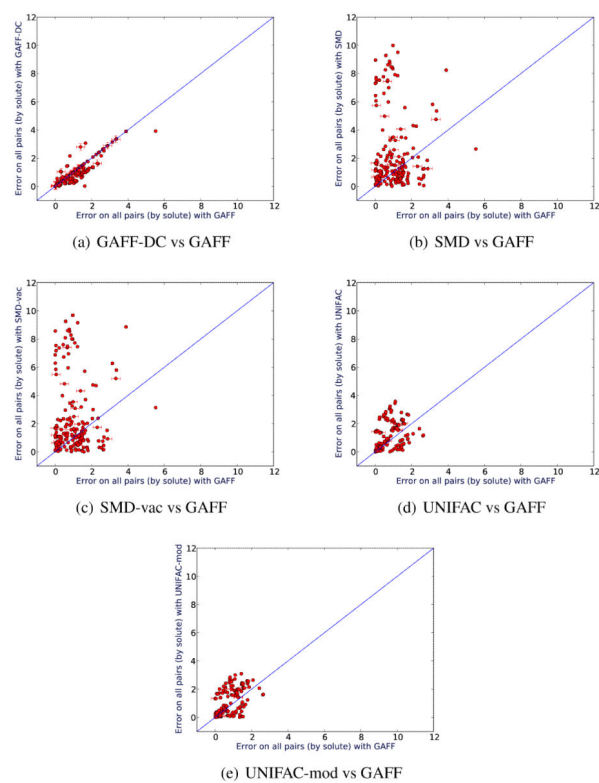 12
10
8
6
4
2
0
0 2 4 6 8 10 12
Error on all pairs (by solute) with GAFF-DC
Error on all pairs (by solute) with GAFF
(a) GAFF-DC vs GAFF
12
10
8
6
4
2
0
0 2 4 6 8 10 12
Error on all pairs (by solute) with SMD
Error on all pairs (by solute) with GAFF
(b) SMD vs GAFF
12
10
8
6
4
2
0
0 2 4 6 8 10 12
Error on all pairs (by solute) with SMD-vac
Error on all pairs (by solute) with GAFF
(c) SMD-vac vs GAFF
12
10
8
6
4
2
0
0 2 4 6 8 10 12
Error on all pairs (by solute) with UNIFAC
Error on all pairs (by solute) with GAFF
(d) UNIFAC vs GAFF
12
10
8
6
4
2
0
0 2 4 6 8 10 12
Error on all pairs (by solute) with UNIFAC-mod
Error on all pairs (by solute) with GAFF
(e) UNIFAC-mod vs GAFF